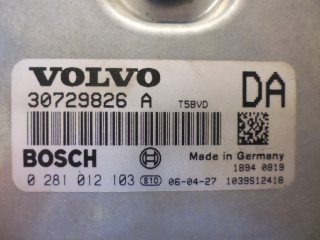 VOLVO
30729826 A T5BVD DA
BOSCH Made in Germany
1894 0819
0 281 012 103 810 06-04-27 1039S12418